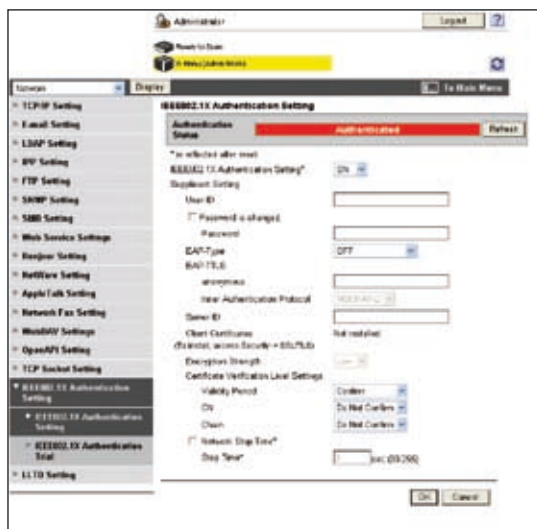 Administrator
Logout
?
Ready to Scan
Network
Display
To Main Menu
TCP/IP Setting
E-mail Setting
LDAP Setting
IPP Setting
FTP Setting
SNMP Setting
SMB Setting
Web Service Settings
Bonjour Setting
NetWare Setting
AppleTalk Setting
Network Fax Setting
WebDAV Settings
OpenAPI Setting
TCP Socket Setting
IEEE802.1X Authentication Setting
IEEE802.1X Authentication Setting
IEEE802.1X Authentication Trial
LLTD Setting
IEEE802.1X Authentication Setting
Authentication Status
Authenticated
Refresh
IEEE802.1X Authentication Setting*
ON
Supplicant Setting
User ID
Password is changed.
Password
EAP-Type
OFF
EAP-TTLS
anonymous
Inner Authentication Protocol
Server ID
Client Certificates
Not installed
Encryption Strength
Certificate Verification Level Settings
Validity Period
Confirm
CN
Do Not Confirm
Chain
Do Not Confirm
Network Stop Time*
Stop Time*
OK
Cancel